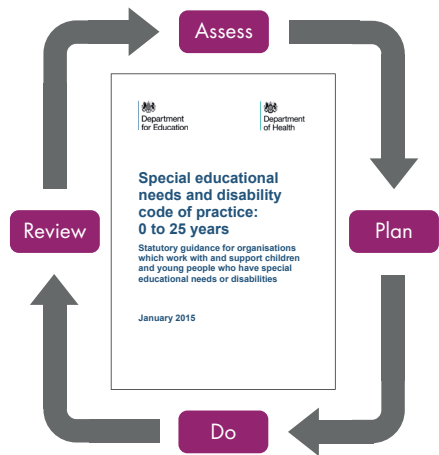 Assess
Department
for Education
Department
of Health
Special educational
needs and disability
code of practice:
0 to 25 years
Statutory guidance for organisations
which work with and support children
and young people who have special
educational needs or disabilities
January 2015
Review
Plan
Do